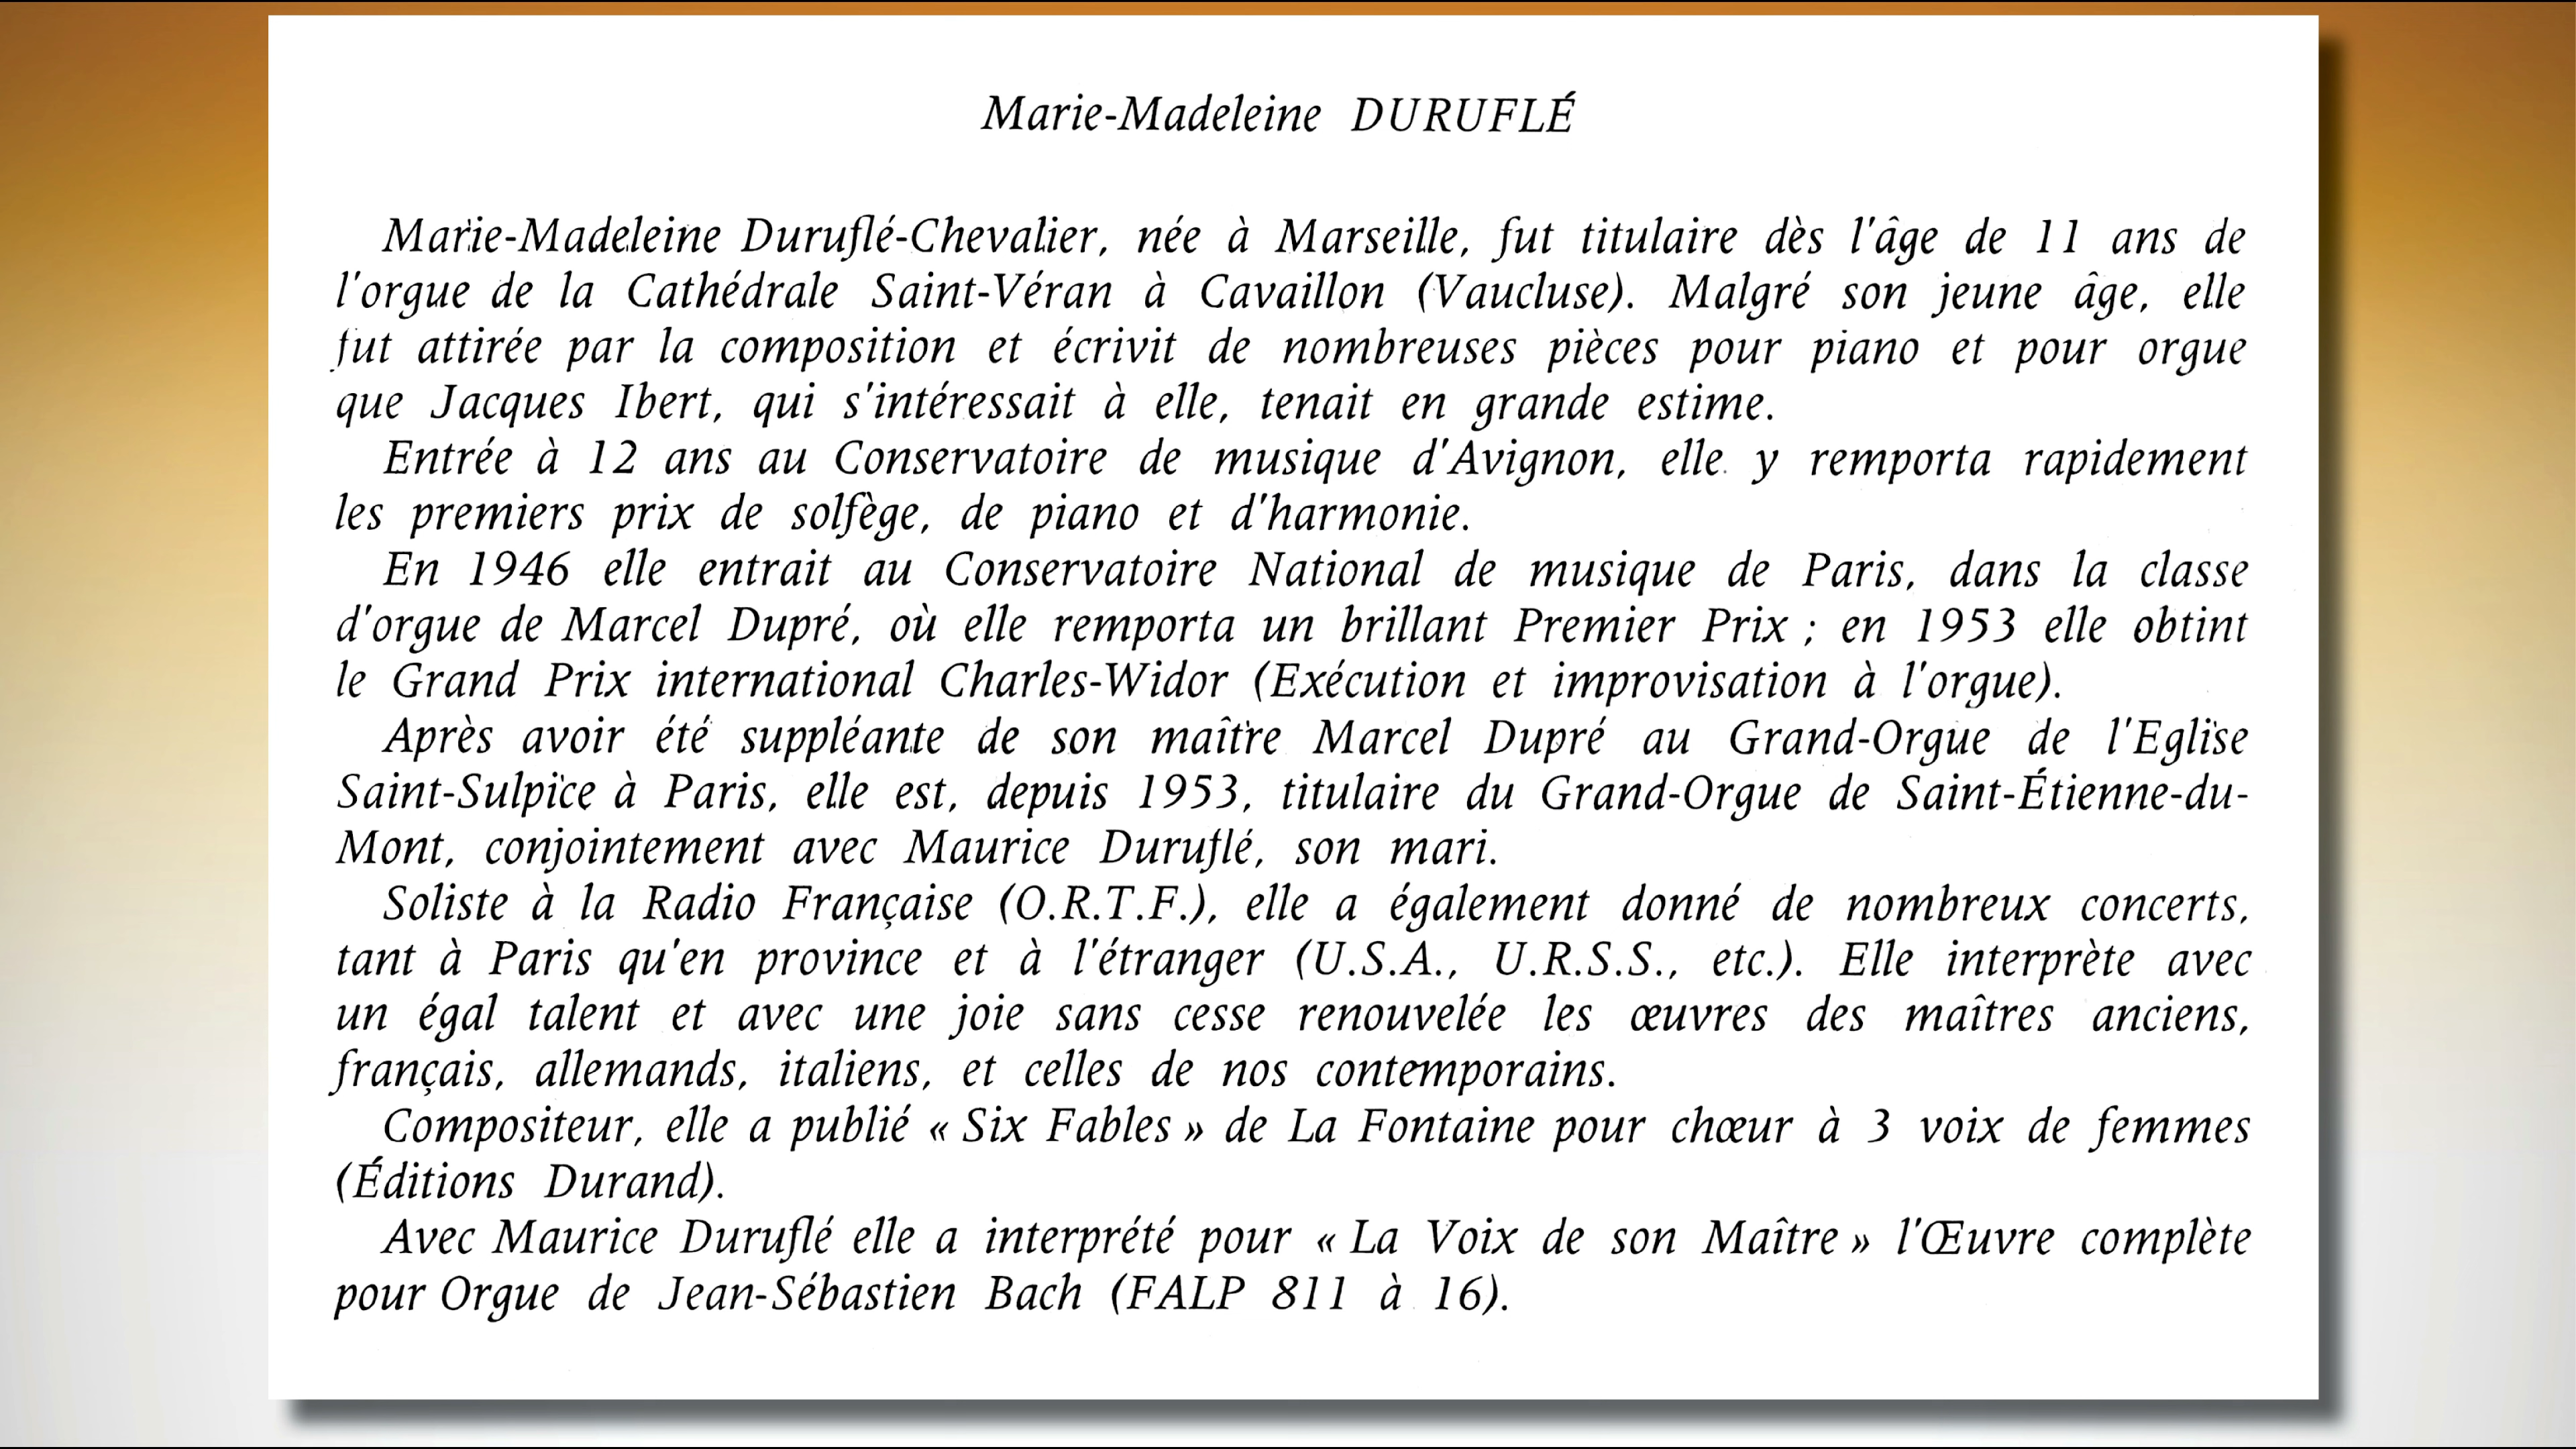 Marie-Madeleine DURUFLÉ
Marie-Madeleine Duruflé-Chevalier, née à Marseille, fut titulaire dès l'âge de 11 ans de
l'orgue de la Cathédrale Saint-Véran à Cavaillon (Vaucluse). Malgré son jeune âge, elle
fut attirée par la composition et écrivit de nombreuses pièces pour piano et pour orgue
que Jacques Ibert, qui s'intéressait à elle, tenait en grande estime.
Entrée à 12 ans au Conservatoire de musique d'Avignon, elle y remporta rapidement
les premiers prix de solfège, de piano et d'harmonie.
En 1946 elle entrait au Conservatoire National de musique de Paris, dans la classe
d'orgue de Marcel Dupré, où elle remporta un brillant Premier Prix ; en 1953 elle obtint
le Grand Prix international Charles-Widor (Exécution et improvisation à l'orgue).
Après avoir été suppléante de son maître Marcel Dupré au Grand-Orgue de l'Eglise
Saint-Sulpice à Paris, elle est, depuis 1953, titulaire du Grand-Orgue de Saint-Étienne-du-
Mont, conjointement avec Maurice Duruflé, son mari.
Soliste à la Radio Française (O.R.T.F.), elle a également donné de nombreux concerts,
tant à Paris qu'en province et à l'étranger (U.S.A., U.R.S.S., etc.). Elle interprète avec
un égal talent et avec une joie sans cesse renouvelée les œuvres des maîtres anciens,
français, allemands, italiens, et celles de nos contemporains.
Compositeur, elle a publié « Six Fables » de La Fontaine pour chœur à 3 voix de femmes
(Éditions Durand).
Avec Maurice Duruflé elle a interprété pour « La Voix de son Maître » l'Œuvre complète
pour Orgue de Jean-Sébastien Bach (FALP 811 à 16).